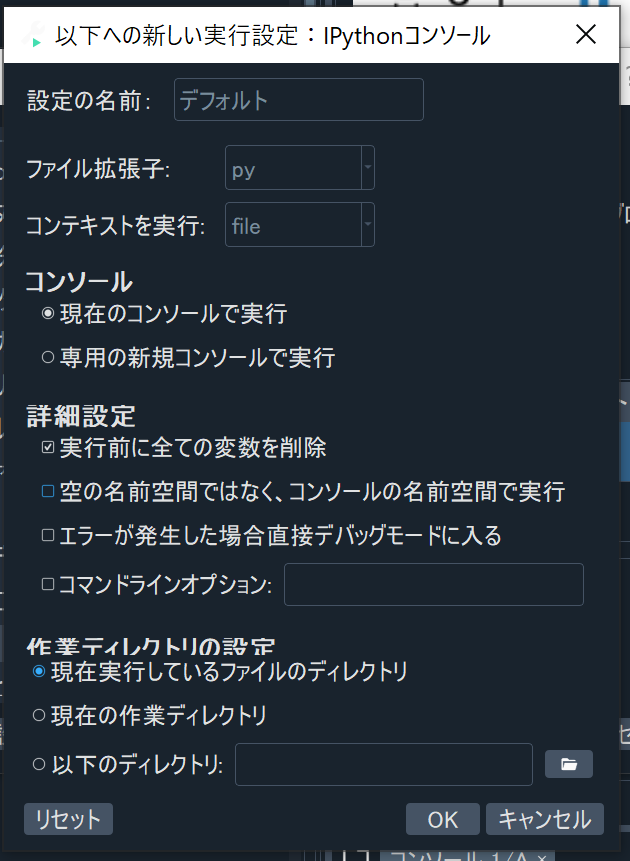 以下への新しい実行設定：IPythonコンソール
設定の名前: デフォルト
ファイル拡張子: py
コンテキストを実行: file
コンソール
現在のコンソールで実行
専用の新規コンソールで実行
詳細設定
実行前に全ての変数を削除
空の名前空間ではなく、コンソールの名前空間で実行
エラーが発生した場合直接デバッグモードに入る
コマンドラインオプション:
作業ディレクトリの設定
現在実行しているファイルのディレクトリ
現在の作業ディレクトリ
以下のディレクトリ:
リセット OK キャンセル
コンソール 1/A ×